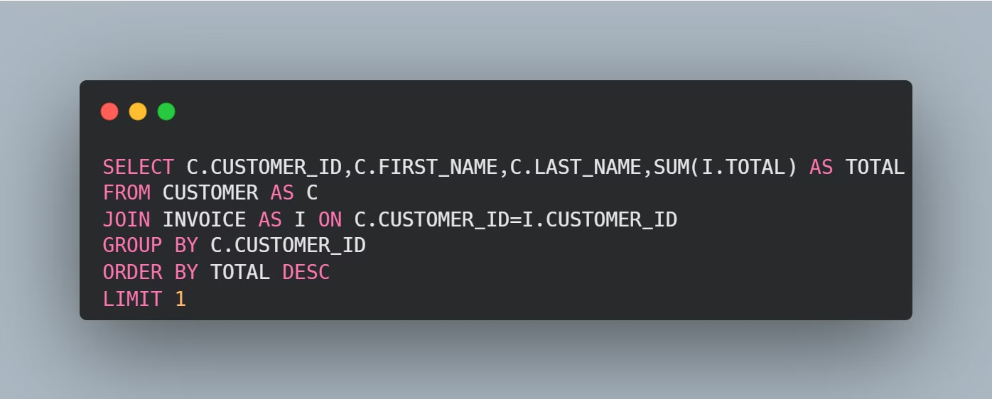 SELECT C.CUSTOMER_ID,C.FIRST_NAME,C.LAST_NAME,SUM(I.TOTAL) AS TOTAL
FROM CUSTOMER AS C
JOIN INVOICE AS I ON C.CUSTOMER_ID=I.CUSTOMER_ID
GROUP BY C.CUSTOMER_ID
ORDER BY TOTAL DESC
LIMIT 1